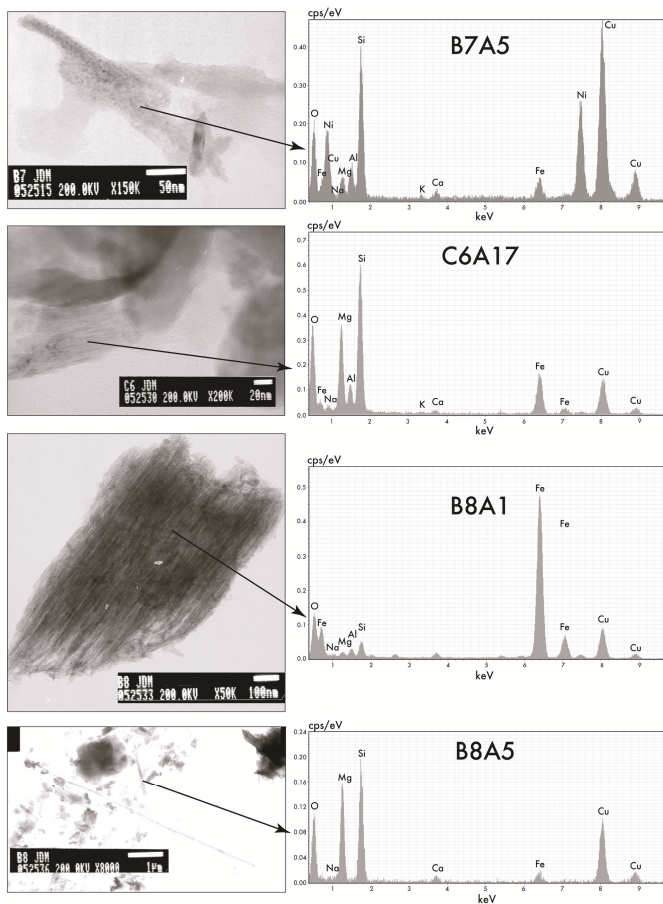 cps/eV
B7A5
Cu
0.40
Si
0.30
Ni
O
0.20
Ni
Cu
Al
0.10
Fe
Mg
Fe
Cu
Na
K
Ca
0.00
1 2 3 4 5 6 7 8 9
keV
B7 JDM
052515 200.0KV X150K 50nm
cps/eV
C6A17
0.7
Si
0.6
0.5
O
Mg
0.4
0.3
Fe
0.2
Al
Cu
0.1
Fe
Na
K
Ca
Fe
Cu
0.0
1 2 3 4 5 6 7 8 9
keV
C6 JDM
052530 200.0KV X200K 20nm
cps/eV
B8A1
0.5
Fe
0.4
Fe
0.3
0.2
O
Fe
0.1
Na
Mg
Al
Si
Fe
Cu
Cu
0.0
1 2 3 4 5 6 7 8 9
keV
B8 JDM
052533 200.0KV X50K 100nm
cps/eV
B8A5
0.24
Si
0.20
Mg
0.16
O
0.12
Cu
0.08
0.04
Na
Ca
Fe
Cu
0.00
1 2 3 4 5 6 7 8 9
keV
B8 JDM
052536 200.0KV X8000 1µm